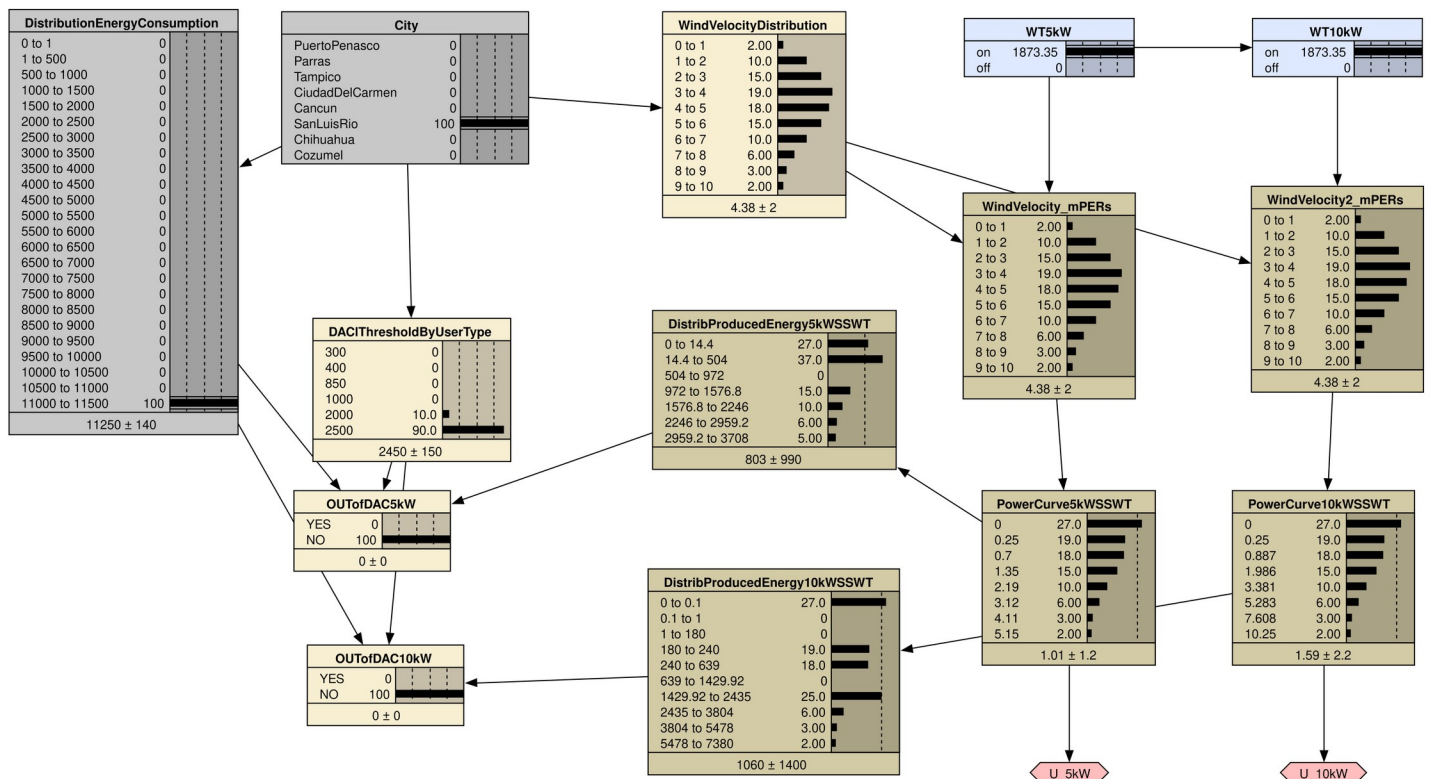 DistributionEnergyConsumption
0 to 1 0
1 to 500 0
500 to 1000 0
1000 to 1500 0
1500 to 2000 0
2000 to 2500 0
2500 to 3000 0
3000 to 3500 0
3500 to 4000 0
4000 to 4500 0
4500 to 5000 0
5000 to 5500 0
5500 to 6000 0
6000 to 6500 0
6500 to 7000 0
7000 to 7500 0
7500 to 8000 0
8000 to 8500 0
8500 to 9000 0
9000 to 9500 0
9500 to 10000 0
10000 to 10500 0
10500 to 11000 0
11000 to 11500 100
11250 ± 140
City
PuertoPenasco 0
Parras 0
Tampico 0
CiudadDelCarmen 0
Cancun 0
SanLuisRio 100
Chihuahua 0
Cozumel 0
WindVelocityDistribution
0 to 1 2.00
1 to 2 10.0
2 to 3 15.0
3 to 4 19.0
4 to 5 18.0
5 to 6 15.0
6 to 7 10.0
7 to 8 6.00
8 to 9 3.00
9 to 10 2.00
4.38 ± 2
WT5kW
on 1873.35
off 0
WT10kW
on 1873.35
off 0
WindVelocity_mPERs
0 to 1 2.00
1 to 2 10.0
2 to 3 15.0
3 to 4 19.0
4 to 5 18.0
5 to 6 15.0
6 to 7 10.0
7 to 8 6.00
8 to 9 3.00
9 to 10 2.00
4.38 ± 2
WindVelocity2_mPERs
0 to 1 2.00
1 to 2 10.0
2 to 3 15.0
3 to 4 19.0
4 to 5 18.0
5 to 6 15.0
6 to 7 10.0
7 to 8 6.00
8 to 9 3.00
9 to 10 2.00
4.38 ± 2
DAClThresholdByUserType
300 0
400 0
850 0
1000 0
2000 10.0
2500 90.0
2450 ± 150
DistribProducedEnergy5kWSSWT
0 to 14.4 27.0
14.4 to 504 37.0
504 to 972 0
972 to 1576.8 15.0
1576.8 to 2246 10.0
2246 to 2959.2 6.00
2959.2 to 3708 5.00
803 ± 990
OUTofDAC5kW
YES 0
NO 100
0 ± 0
PowerCurve5kWSSWT
0 27.0
0.25 19.0
0.7 18.0
1.35 15.0
2.19 10.0
3.12 6.00
4.11 3.00
5.15 2.00
1.01 ± 1.2
PowerCurve10kWSSWT
0 27.0
0.25 19.0
0.887 18.0
1.986 15.0
3.381 10.0
5.283 6.00
7.608 3.00
10.25 2.00
1.59 ± 2.2
DistribProducedEnergy10kWSSWT
0 to 0.1 27.0
0.1 to 1 0
1 to 180 0
180 to 240 19.0
240 to 639 18.0
639 to 1429.92 0
1429.92 to 2435 25.0
2435 to 3804 6.00
3804 to 5478 3.00
5478 to 7380 2.00
1060 ± 1400
OUTofDAC10kW
YES 0
NO 100
0 ± 0
U_5kW
U_10kW